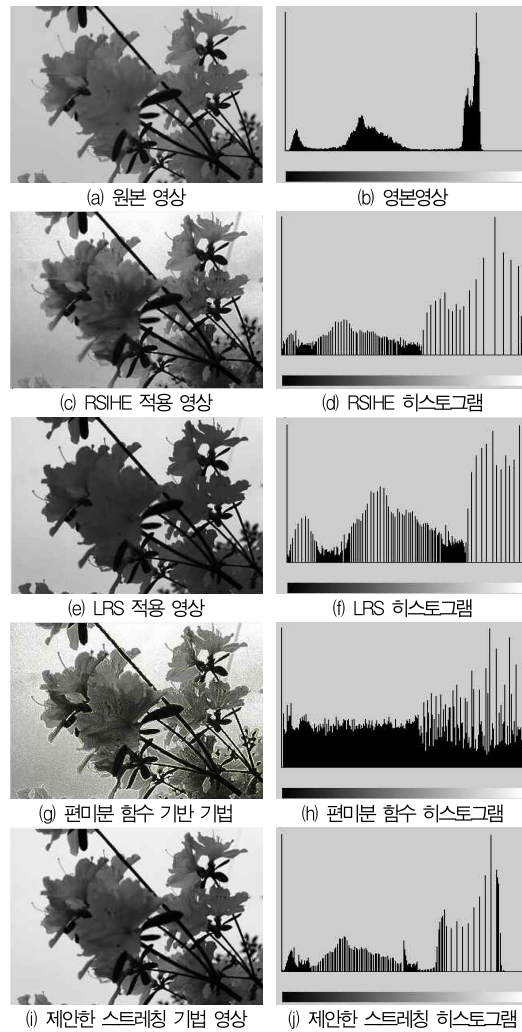 (a) 원본 영상
(b) 영본영상
(c) RSIHE 적용 영상
(d) RSIHE 히스토그램
(e) LRS 적용 영상
(f) LRS 히스토그램
(g) 편미분 함수 기반 기법
(h) 편미분 함수 히스토그램
(i) 제안한 스트레칭 기법 영상
(j) 제안한 스트레칭 히스토그램